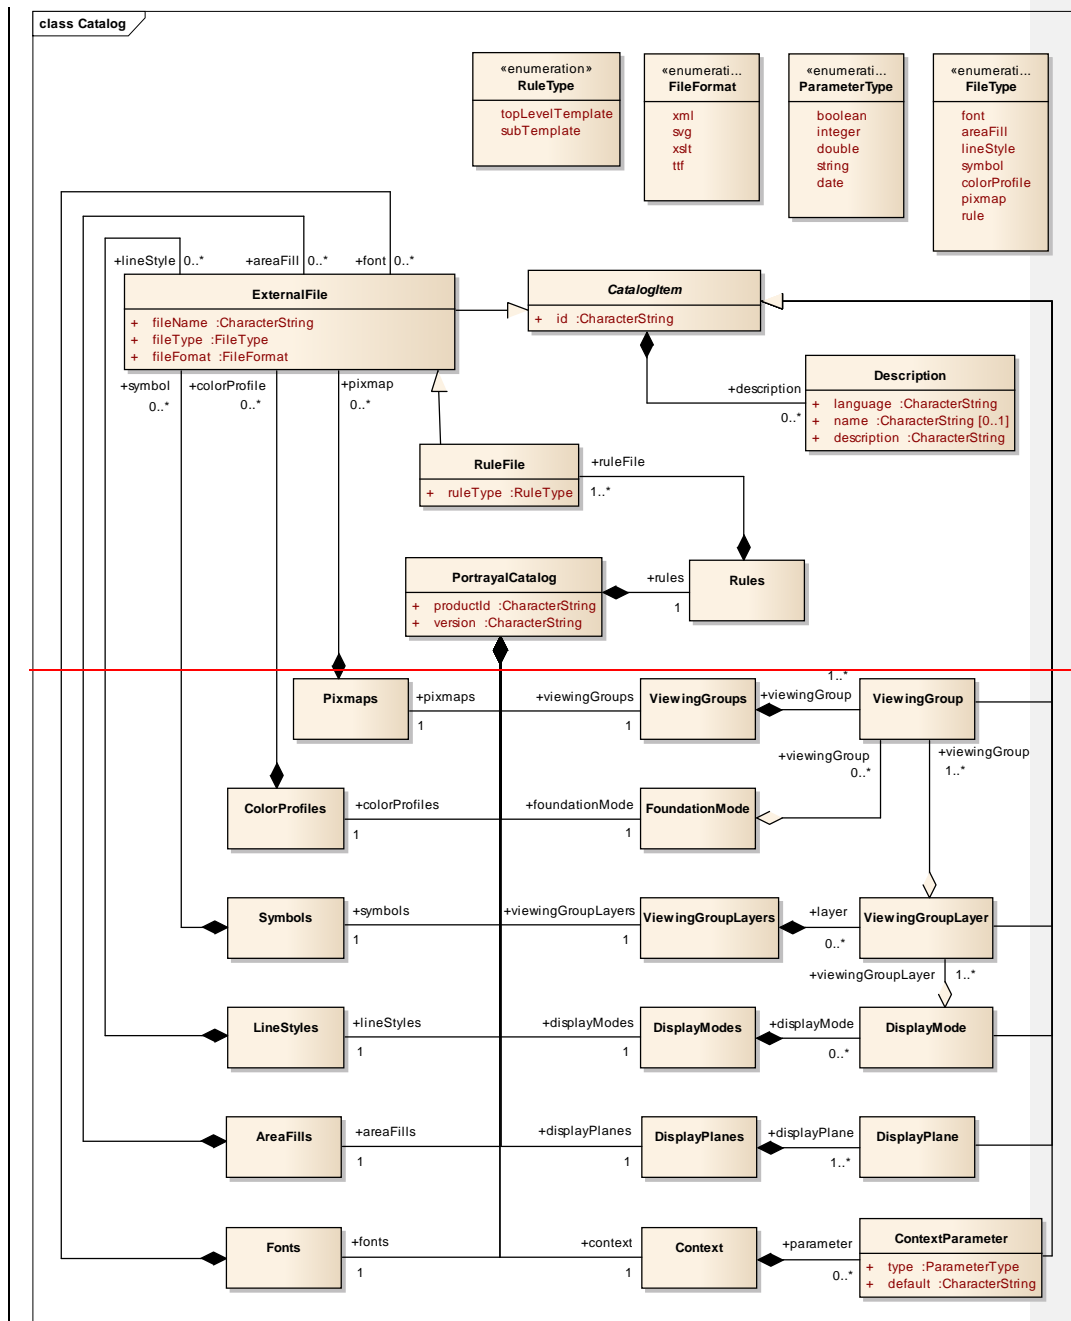 class Catalog
«enumeration»
RuleType
topLevelTemplate
subTemplate
«enumerati...
FileFormat
xml
svg
xslt
ttf
«enumerati...
ParameterType
boolean
integer
double
string
date
«enumerati...
FileType
font
areaFill
lineStyle
symbol
colorProfile
pixmap
rule
+lineStyle 0..*
+areaFill 0..*
+font 0..*
ExternalFile
+ fileName :CharacterString
+ fileType :FileType
+ fileFomat :FileFormat
CatalogItem
+ id :CharacterString
+symbol
0..*
+colorProfile
0..*
+pixmap
0..*
+description
0..*
Description
+ language :CharacterString
+ name :CharacterString [0..1]
+ description :CharacterString
RuleFile
+ ruleType :RuleType
+ruleFile
1..*
PortrayalCatalog
+ productId :CharacterString
+ version :CharacterString
+rules
1
Rules
Pixmaps
+pixmaps
1
+viewingGroups
1
ViewingGroups
1..*
+viewingGroup
ViewingGroup
+viewingGroup
0..*
+viewingGroup
1..*
ColorProfiles
+colorProfiles
1
+foundationMode
1
FoundationMode
Symbols
+symbols
1
+viewingGroupLayers
1
ViewingGroupLayers
+layer
0..*
ViewingGroupLayer
+viewingGroupLayer 1..*
LineStyles
+lineStyles
1
+displayModes
1
DisplayModes
+displayMode
0..*
DisplayMode
AreaFills
+areaFills
1
+displayPlanes
1
DisplayPlanes
+displayPlane
1..*
DisplayPlane
Fonts
+fonts
1
+context
1
Context
+parameter
0..*
ContextParameter
+ type :ParameterType
+ default :CharacterString